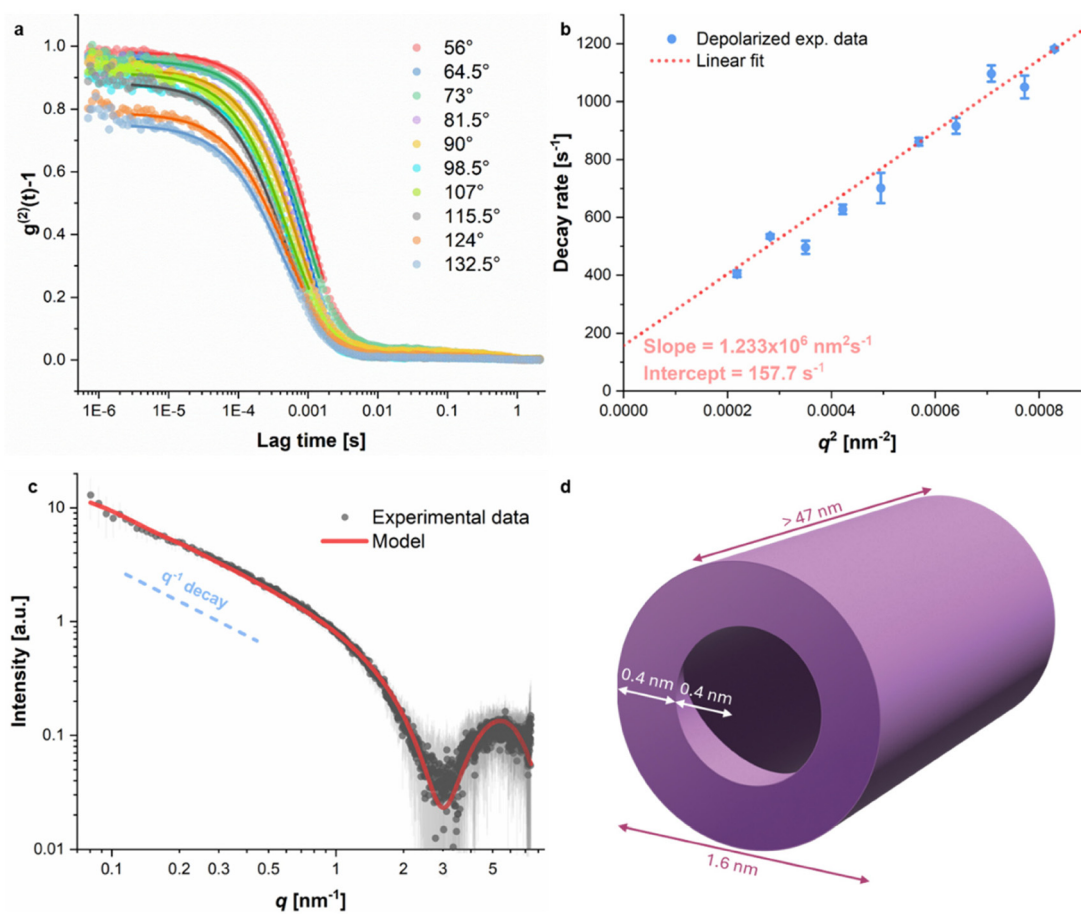 a
g⁽²⁾(t)-1
1.0
0.8
0.6
0.4
0.2
0.0
1E-6 1E-5 1E-4 0.001 0.01 0.1 1
Lag time [s]
56°
64.5°
73°
81.5°
90°
98.5°
107°
115.5°
124°
132.5°
b
Decay rate [s⁻¹]
1200
1000
800
600
400
200
0
0.0000 0.0002 0.0004 0.0006 0.0008
q² [nm⁻²]
Depolarized exp. data
Linear fit
Slope = 1.233x10⁶ nm²s⁻¹
Intercept = 157.7 s⁻¹
c
Intensity [a.u.]
10
1
0.1
0.01
0.1 0.2 0.5 1 2 3 5
q [nm⁻¹]
Experimental data
Model
q⁻¹ decay
d
> 47 nm
0.4 nm
0.4 nm
1.6 nm